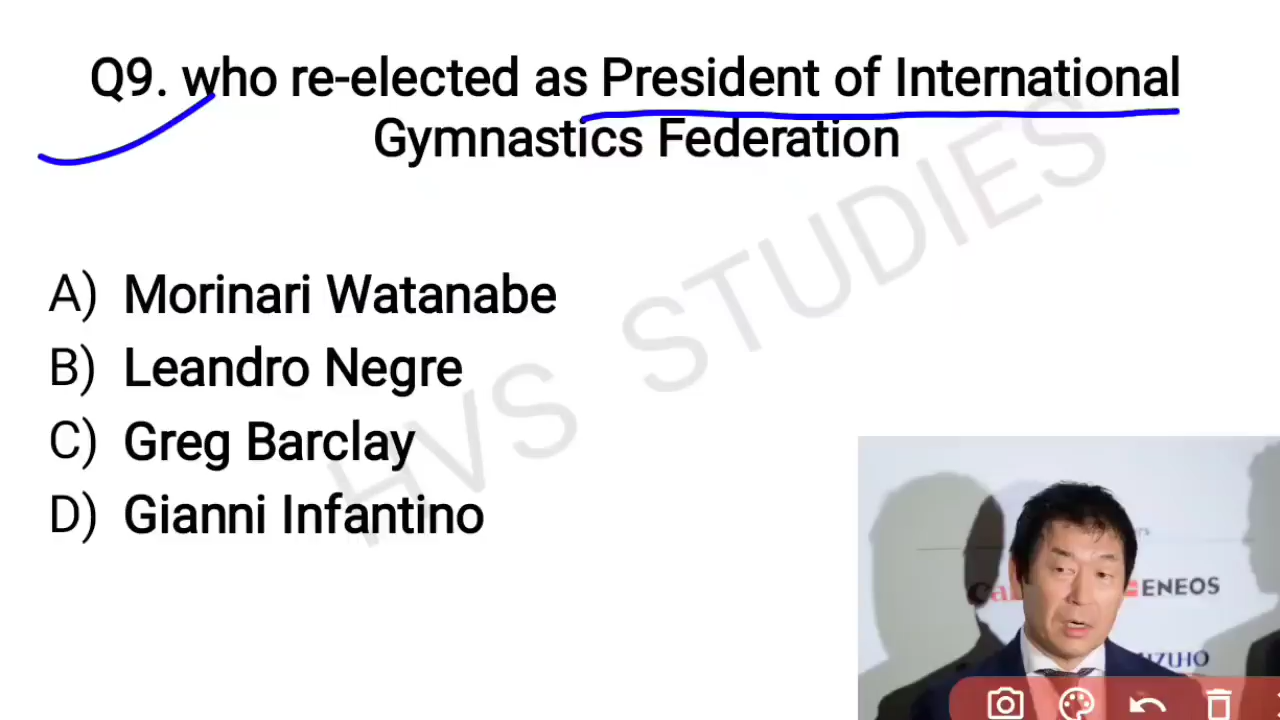 Q9. who re-elected as President of International
Gymnastics Federation
A) Morinari Watanabe
B) Leandro Negre
C) Greg Barclay
D) Gianni Infantino
HVS STUDIES
ENEOS